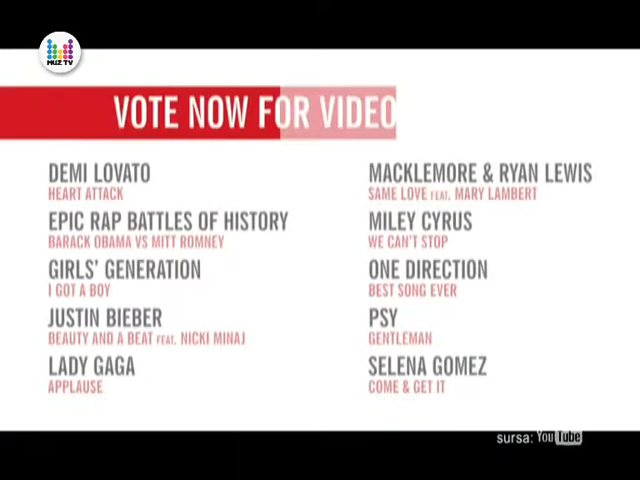 MUZ.TV
VOTE NOW FOR VIDEO
DEMI LOVATO
HEART ATTACK
EPIC RAP BATTLES OF HISTORY
BARACK OBAMA VS MITT ROMNEY
GIRLS' GENERATION
I GOT A BOY
JUSTIN BIEBER
BEAUTY AND A BEAT FEAT. NICKI MINAJ
LADY GAGA
APPLAUSE
MACKLEMORE & RYAN LEWIS
SAME LOVE FEAT. MARY LAMBERT
MILEY CYRUS
WE CAN'T STOP
ONE DIRECTION
BEST SONG EVER
PSY
GENTLEMAN
SELENA GOMEZ
COME & GET IT
sursa: YouTube